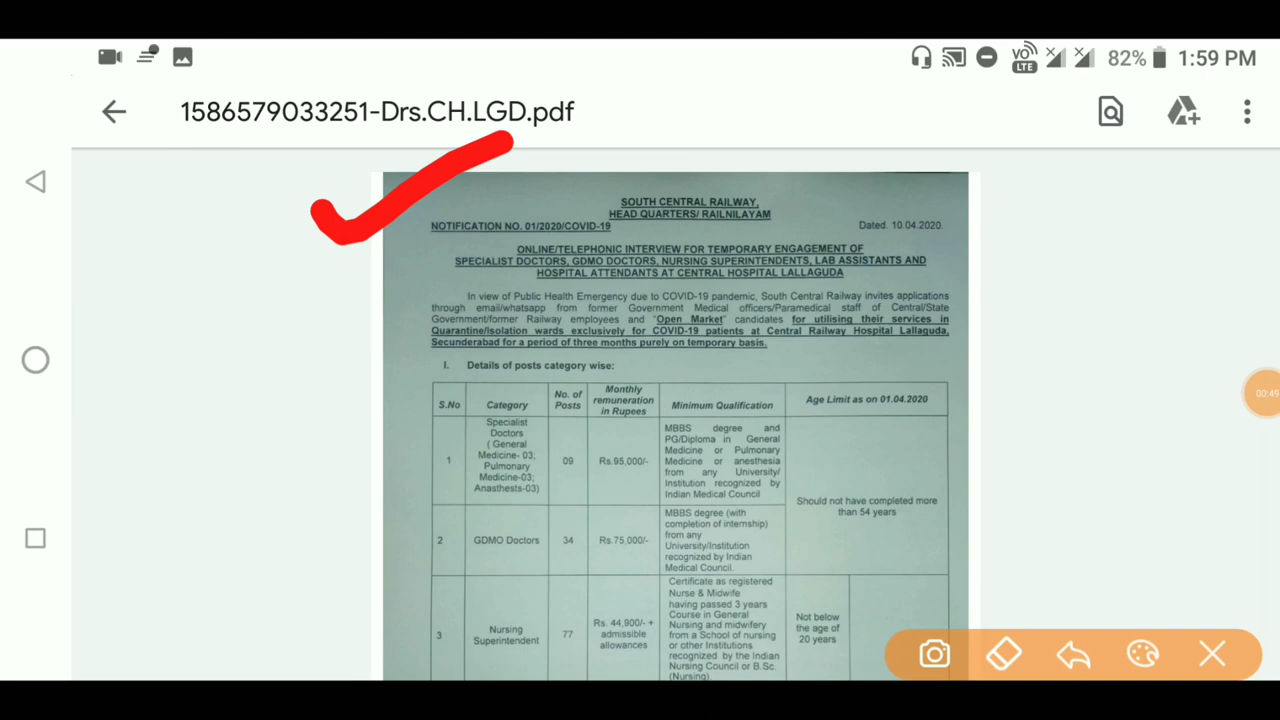 VO LTE 82% 1:59 PM
1586579033251-Drs.CH.LGD.pdf
SOUTH CENTRAL RAILWAY,
HEAD QUARTERS/ RAILNILAYAM
NOTIFICATION NO. 01/2020/COVID-19 Dated. 10.04.2020.
ONLINE/TELEPHONIC INTERVIEW FOR TEMPORARY ENGAGEMENT OF
SPECIALIST DOCTORS, GDMO DOCTORS, NURSING SUPERINTENDENTS, LAB ASSISTANTS AND
HOSPITAL ATTENDANTS AT CENTRAL HOSPITAL LALLAGUDA
In view of Public Health Emergency due to COVID-19 pandemic, South Central Railway invites applications
through email/whatsapp from former Government Medical officers/Paramedical staff of Central/State
Government/former Railway employees and "Open Market" candidates for utilising their services in
Quarantine/Isolation wards exclusively for COVID-19 patients at Central Railway Hospital Lallaguda,
Secunderabad for a period of three months purely on temporary basis.
I. Details of posts category wise:
S.No
Category
No. of
Posts
Monthly
remuneration
in Rupees
Minimum Qualification
Age Limit as on 01.04.2020
1
Specialist
Doctors
( General
Medicine- 03;
Pulmonary
Medicine-03;
Anasthests-03)
09
Rs.95,000/-
MBBS degree and
PG/Diploma in General
Medicine or Pulmonary
Medicine or anesthesia
from any University/
Institution recognized by
Indian Medical Council
Should not have completed more
than 54 years
2
GDMO Doctors
34
Rs.75,000/-
MBBS degree (with
completion of internship)
from any
University/Institution
recognized by Indian
Medical Council.
3
Nursing
Superintendent
77
Rs. 44,900/- +
admissible
allowances
Certificate as registered
Nurse & Midwife
having passed 3 years
Course in General
Nursing and midwifery
from a School of nursing
or other Institutions
recognized by the Indian
Nursing Council or B.Sc.
(Nursing).
Not below
the age of
20 years
00:49